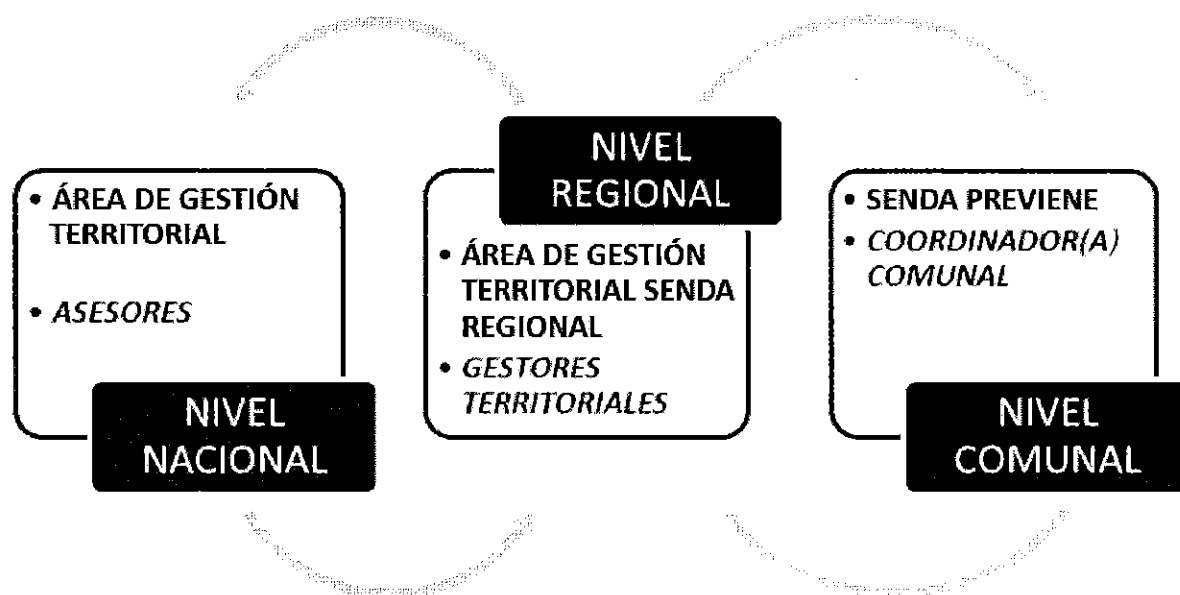 • ÁREA DE GESTIÓN
TERRITORIAL
• ASESORES
NIVEL
NACIONAL
NIVEL
REGIONAL
• ÁREA DE GESTIÓN
TERRITORIAL SENDA
REGIONAL
• GESTORES
TERRITORIALES
• SENDA PREVIENE
• COORDINADOR(A)
COMUNAL
NIVEL
COMUNAL